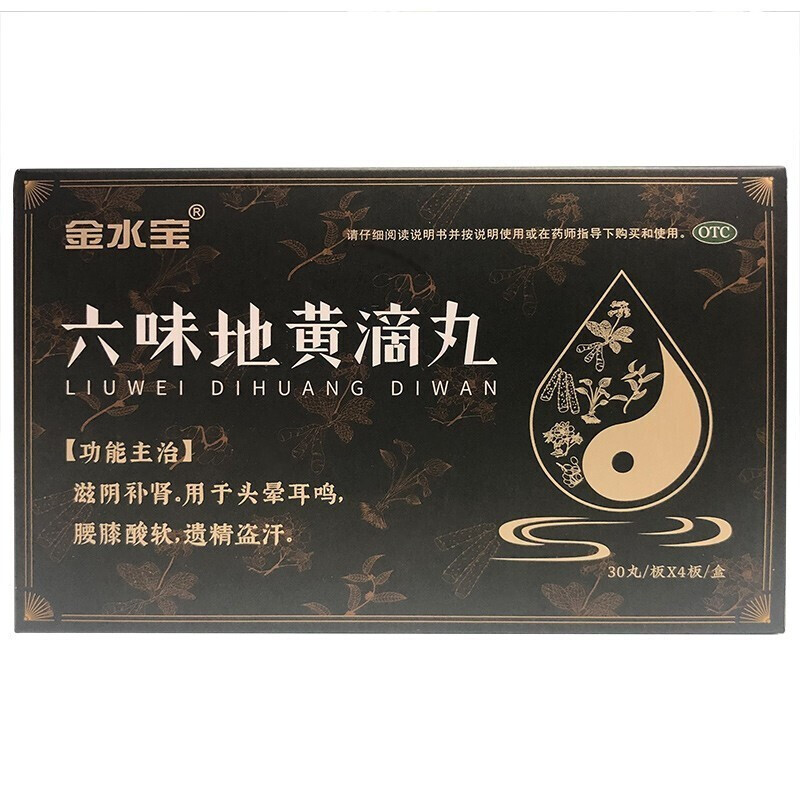 金水宝®
请仔细阅读说明书并按说明使用或在药师指导下购买和使用。 OTC
六味地黄滴丸
LIUWEI DIHUANG DIWAN
【功能主治】
滋阴补肾.用于头晕耳鸣,
腰膝酸软,遗精盗汗。
30丸/板X4板/盒